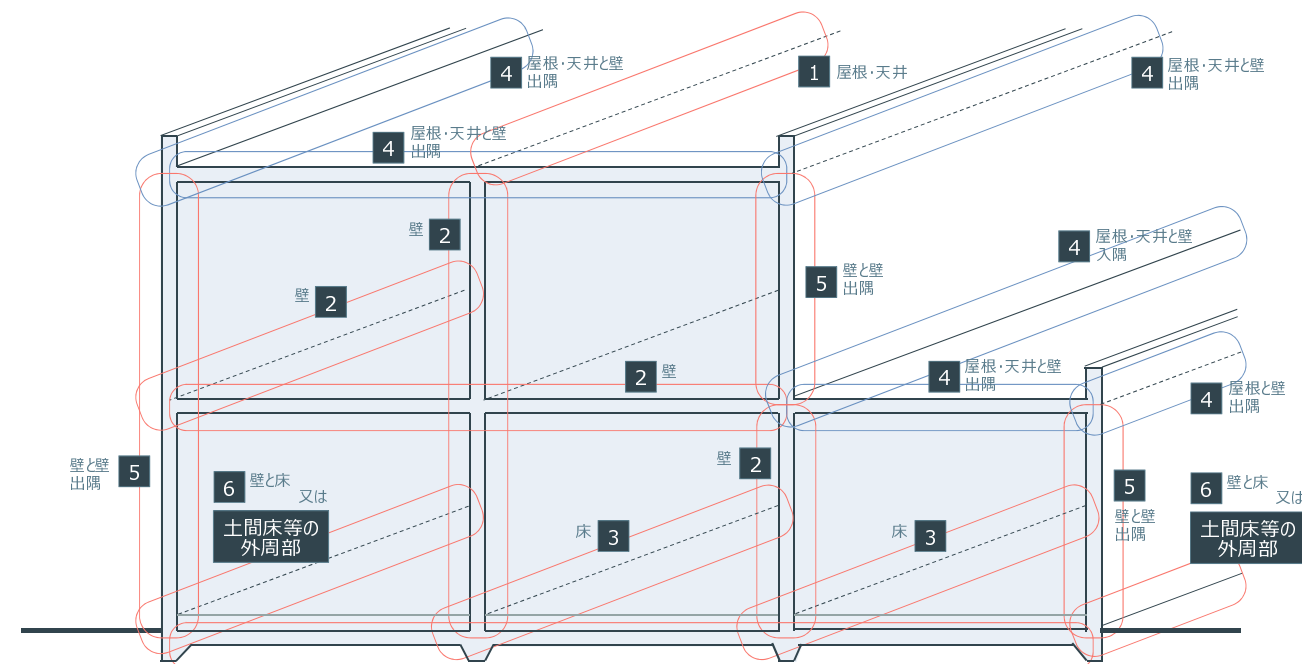 4 屋根・天井と壁
出隅
1 屋根・天井
4 屋根・天井と壁
出隅
4 屋根・天井と壁
出隅
壁 2
4 屋根・天井と壁
入隅
5 壁と壁
出隅
壁 2
2 壁
4 屋根・天井と壁
出隅
4 屋根と壁
出隅
壁 2
壁と壁 5
出隅
6 壁と床
又は
土間床等の
外周部
床 3
床 3
5
壁と壁
出隅
6 壁と床
又は
土間床等の
外周部